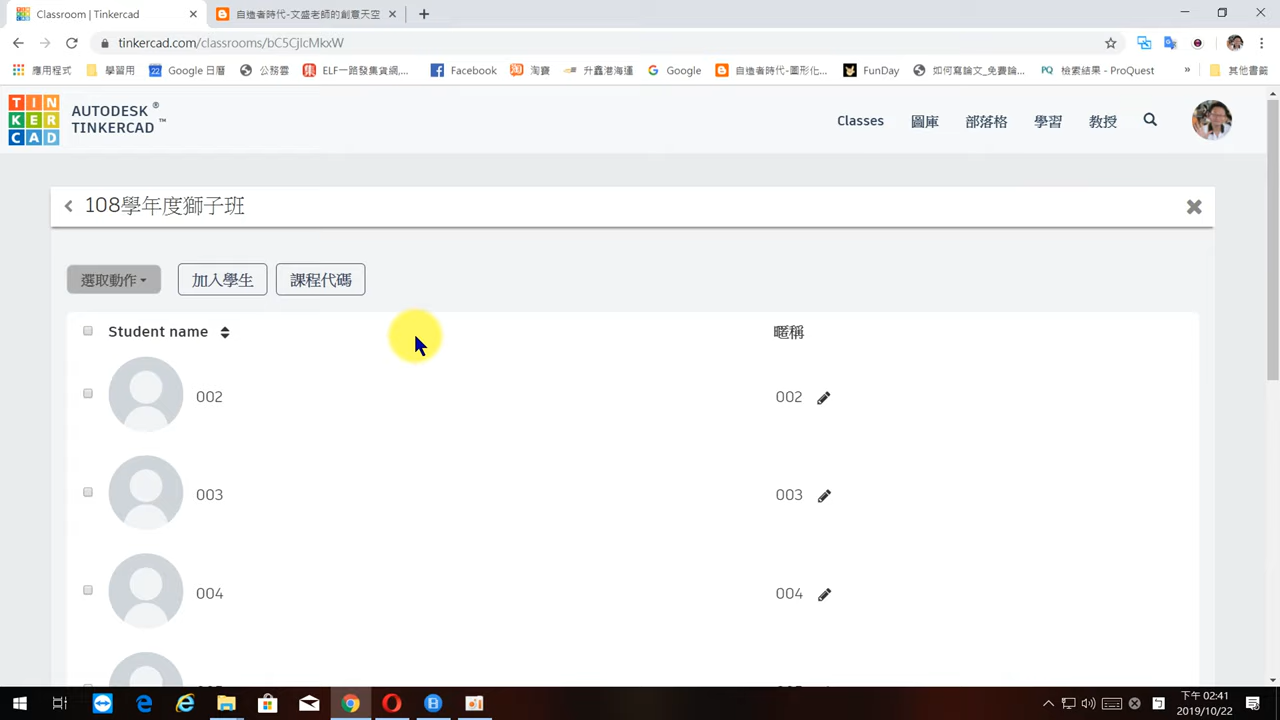 Classroom | Tinkercad
自造者時代-文盛老師的創意天空
tinkercad.com/classrooms/bC5CjlcMkxW
應用程式
學習用
22
Google 日曆
公務雲
ELF一路發集貨網,...
Facebook
淘寶
升鑫港海運
Google
自造者時代-圖形化...
FunDay
如何寫論文_免費論...
檢索結果 - ProQuest
»
其他書籤
TIN
KER
CAD
AUTODESK ®
TINKERCAD ™
Classes
圖庫
部落格
學習
教授
108學年度獅子班
選取動作
加入學生
課程代碼
Student name
暱稱
002
002
003
003
004
004
下午 02:41
2019/10/22